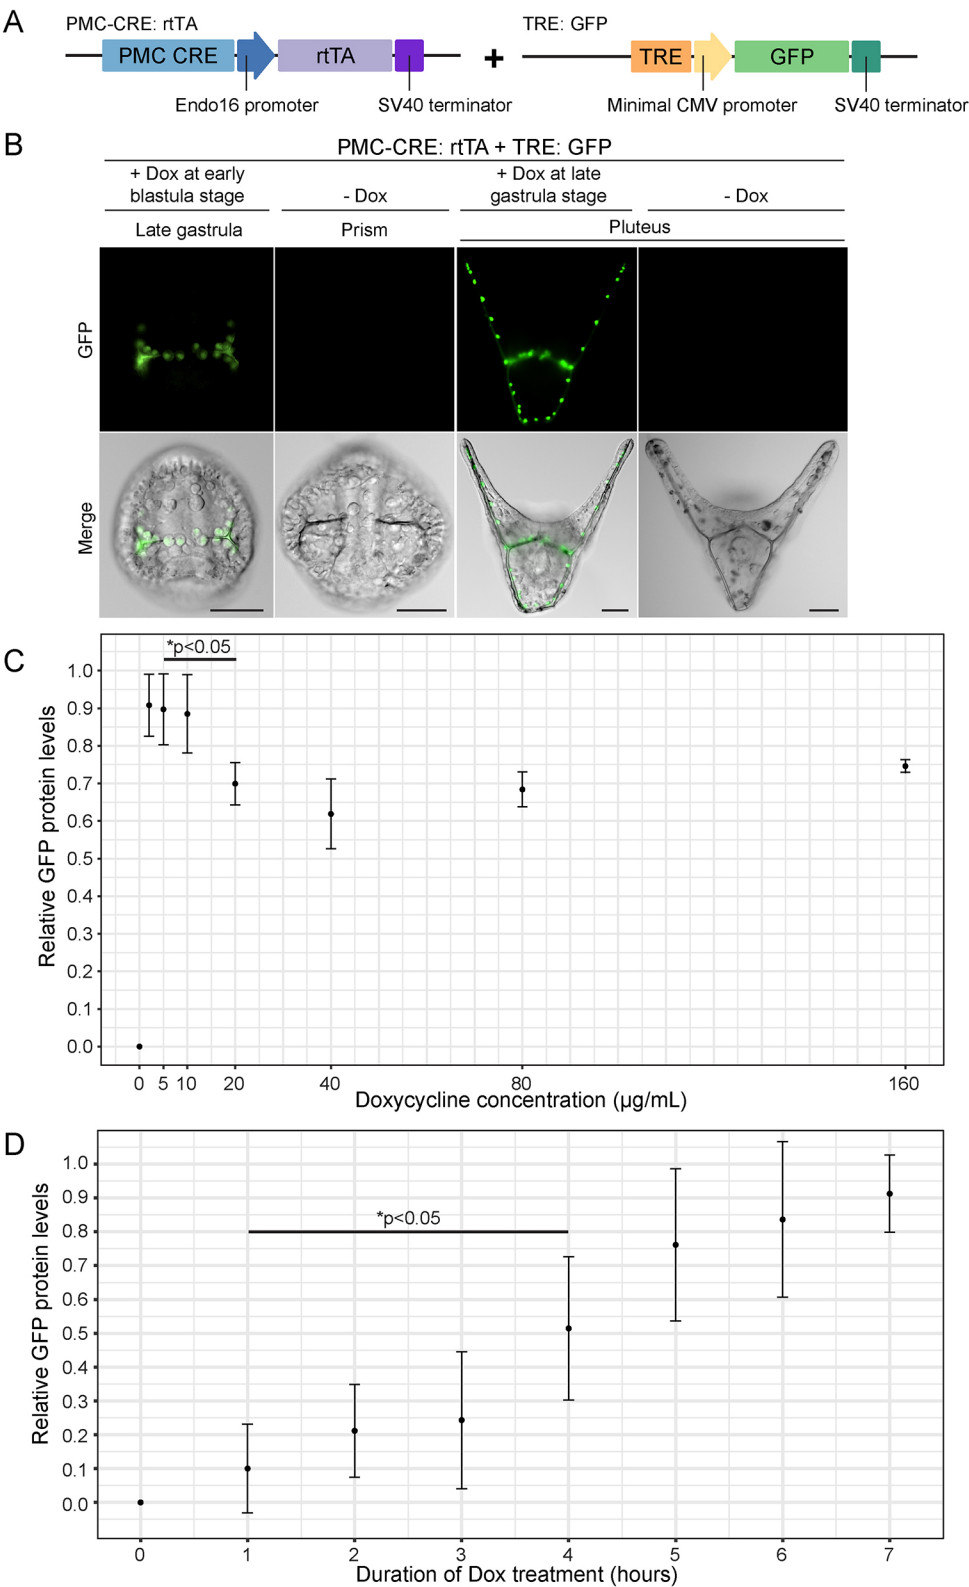 A
PMC-CRE: rtTA
TRE: GFP
PMC CRE
rtTA
+
TRE
GFP
Endo16 promoter
SV40 terminator
Minimal CMV promoter
SV40 terminator
B
PMC-CRE: rtTA + TRE: GFP
+ Dox at early
blastula stage
- Dox
+ Dox at late
gastrula stage
- Dox
Late gastrula
Prism
Pluteus
GFP
Merge
C
*p<0.05
Relative GFP protein levels
1.0
0.9
0.8
0.7
0.6
0.5
0.4
0.3
0.2
0.1
0.0
0 5 10 20 40 80 160
Doxycycline concentration (µg/mL)
D
*p<0.05
Relative GFP protein levels
1.0
0.9
0.8
0.7
0.6
0.5
0.4
0.3
0.2
0.1
0.0
0 1 2 3 4 5 6 7
Duration of Dox treatment (hours)